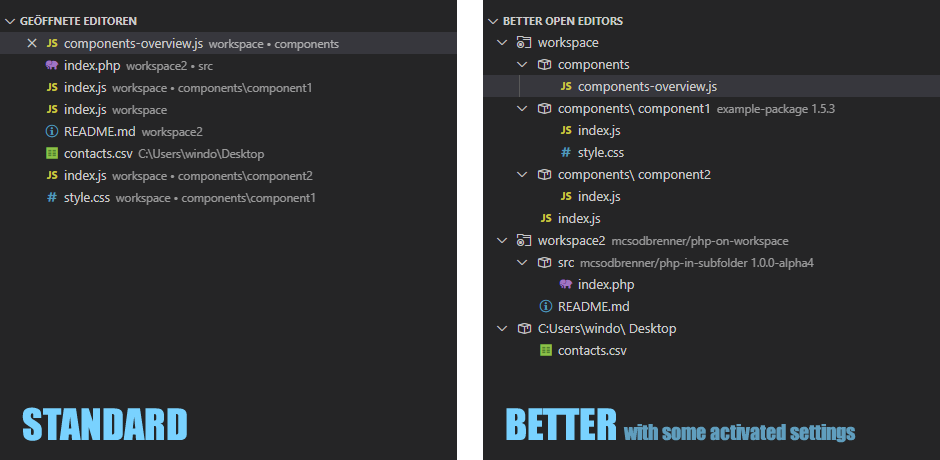 GEÖFFNETE EDITOREN
JS components-overview.js workspace • components
index.php workspace2 • src
JS index.js workspace • components\component1
JS index.js workspace
README.md workspace2
contacts.csv C:\Users\windo\Desktop
JS index.js workspace • components\component2
# style.css workspace • components\component1
STANDARD
BETTER OPEN EDITORS
workspace
components
JS components-overview.js
components\ component1 example-package 1.5.3
JS index.js
# style.css
components\ component2
JS index.js
JS index.js
workspace2 mcsodbrenner/php-on-workspace
src mcsodbrenner/php-in-subfolder 1.0.0-alpha4
index.php
README.md
C:Users\windo\ Desktop
contacts.csv
BETTER with some activated settings